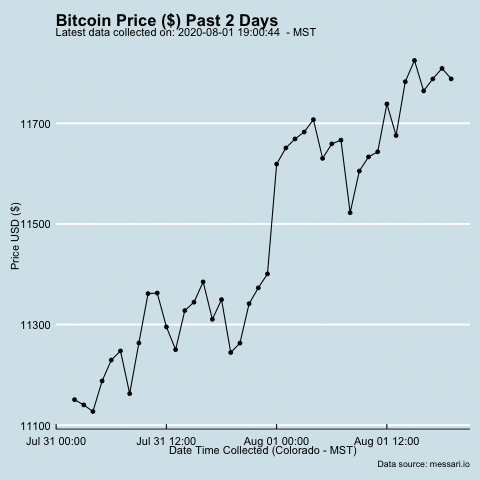 Bitcoin Price ($) Past 2 Days
Latest data collected on: 2020-08-01 19:00:44  - MST
11700
11500
11300
11100
Price USD ($)
Jul 31 00:00 Jul 31 12:00 Aug 01 00:00 Aug 01 12:00
Date Time Collected (Colorado - MST)
Data source: messari.io